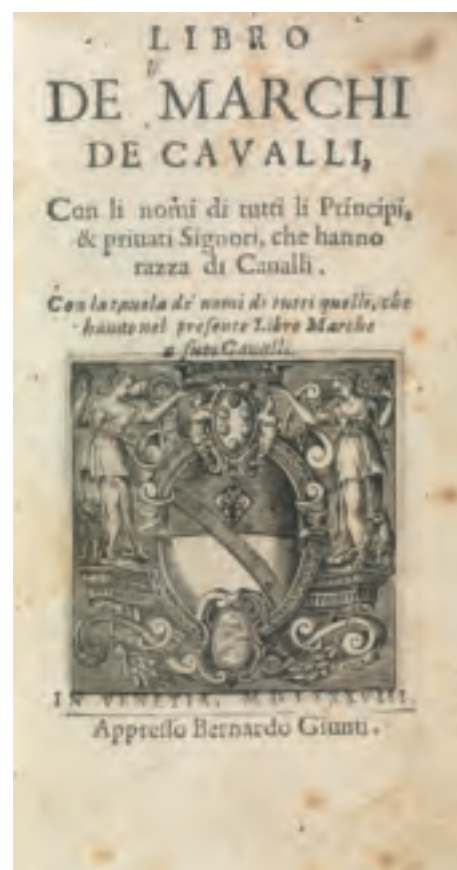 LIBRO
DE MARCHI
DE CAVALLI,
Con li nomi di tutti li Principi,
& priuati Signori, che hanno
razza di Caualli.
Con la tauola de' nomi di tutti quelli, che
hanno nel presente Libro Marche
a suoi Caualli.
IN VENETIA, M D LXXXVIII.
Appresso Bernardo Giunti.